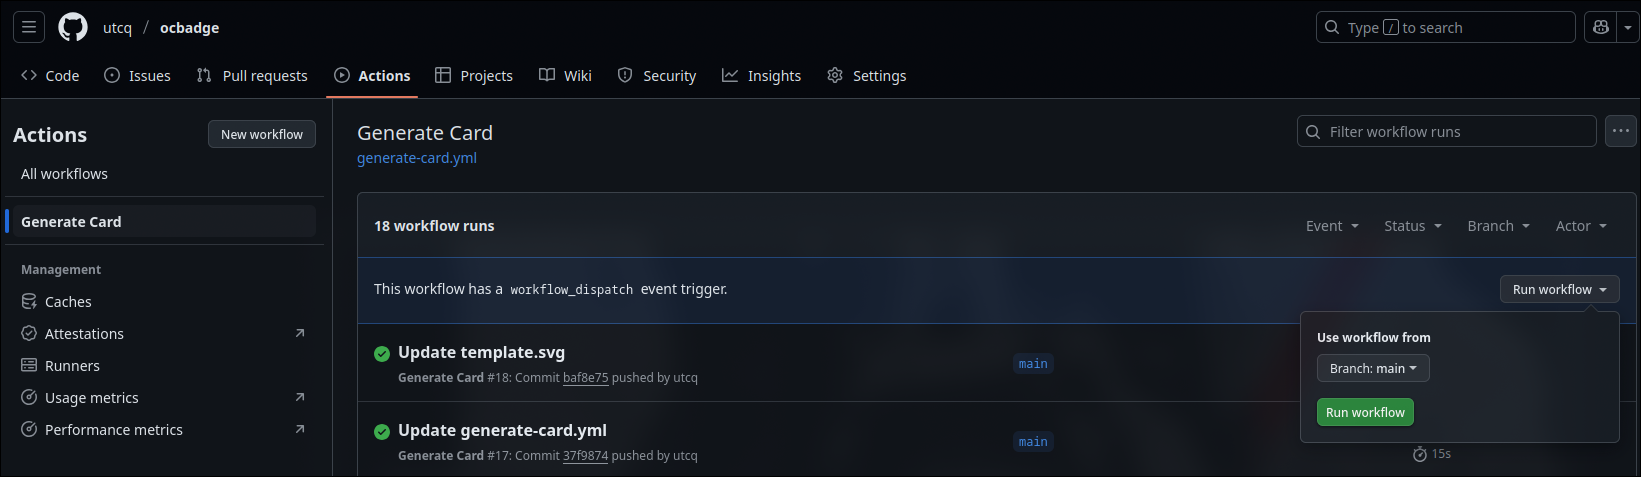 utcq / ocbadge
Type / to search
Code Issues Pull requests Actions Projects Wiki Security Insights Settings
Actions
New workflow
All workflows
Generate Card
Management
Caches
Attestations
Runners
Usage metrics
Performance metrics
Generate Card
generate-card.yml
Filter workflow runs
18 workflow runs
Event Status Branch Actor
This workflow has a workflow_dispatch event trigger.
Run workflow
Use workflow from
Branch: main
Run workflow
Update template.svg
Generate Card #18: Commit baf8e75 pushed by utcq
main
Update generate-card.yml
Generate Card #17: Commit 37f9874 pushed by utcq
main
15s